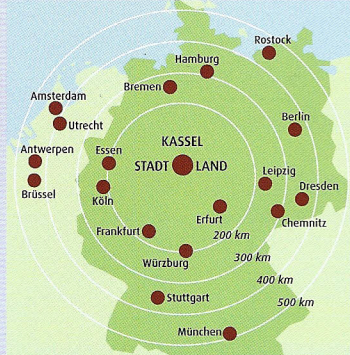 Rostock
Hamburg
Bremen
Amsterdam
Utrecht
Berlin
KASSEL
Antwerpen
Essen
STADT LAND
Leipzig
Brüssel
Köln
Dresden
Erfurt
Chemnitz
Frankfurt
200 km
Würzburg
300 km
400 km
Stuttgart
500 km
München